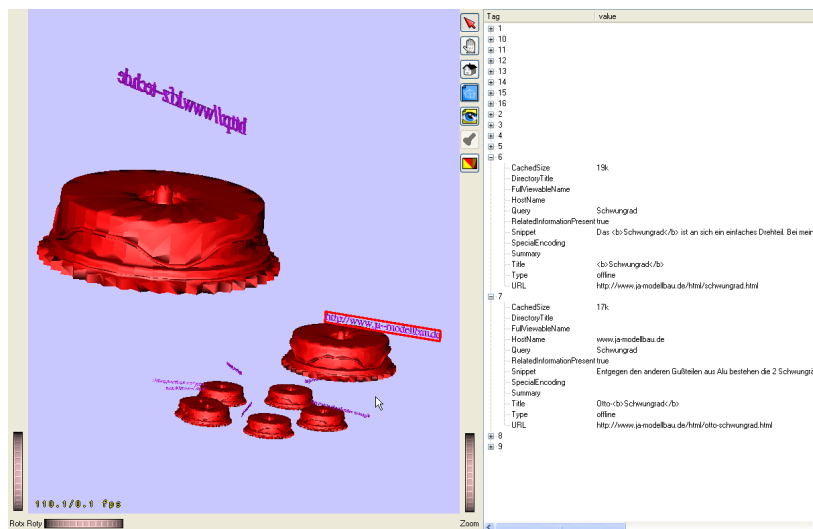 Tag value
1
10
11
12
13
14
15
16
2
3
4
5
6
CachedSize 19k
DirectoryTitle
FullViewableName
HostName
Query Schwungrad
RelatedInformationPresent true
Snippet Das <b>Schwungrad</b> ist an sich ein einfaches Drehteil. Bei mein
SpecialEncoding
Summary
Title <b>Schwungrad</b>
Type offline
URL http://www.ja-modellbau.de/html/schwungrad.html
7
CachedSize 17k
DirectoryTitle
FullViewableName
HostName www.ja-modellbau.de
Query Schwungrad
RelatedInformationPresent true
Snippet Entgegen den anderen Gußteilen aus Alu bestehen die 2 Schwungrä
SpecialEncoding
Summary
Title Otto-<b>Schwungrad</b>
Type offline
URL http://www.ja-modellbau.de/html/otto-schwungrad.html
8
9
http://www.kfz-tech.de
http://www.ja-modellbau.de
110.1/0.1 fps
Rotx Roty Zoom